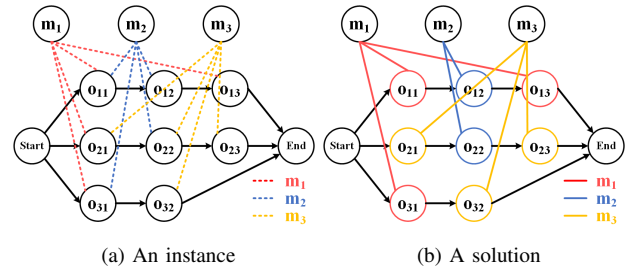 m1 m2 m3 m1 m2 m3
o11 o12 o13 o11 o12 o13
Start o21 o22 o23 End Start o21 o22 o23 End
o31 o32 m1 o31 o32 m1
m2 m2
m3 m3
(a) An instance (b) A solution